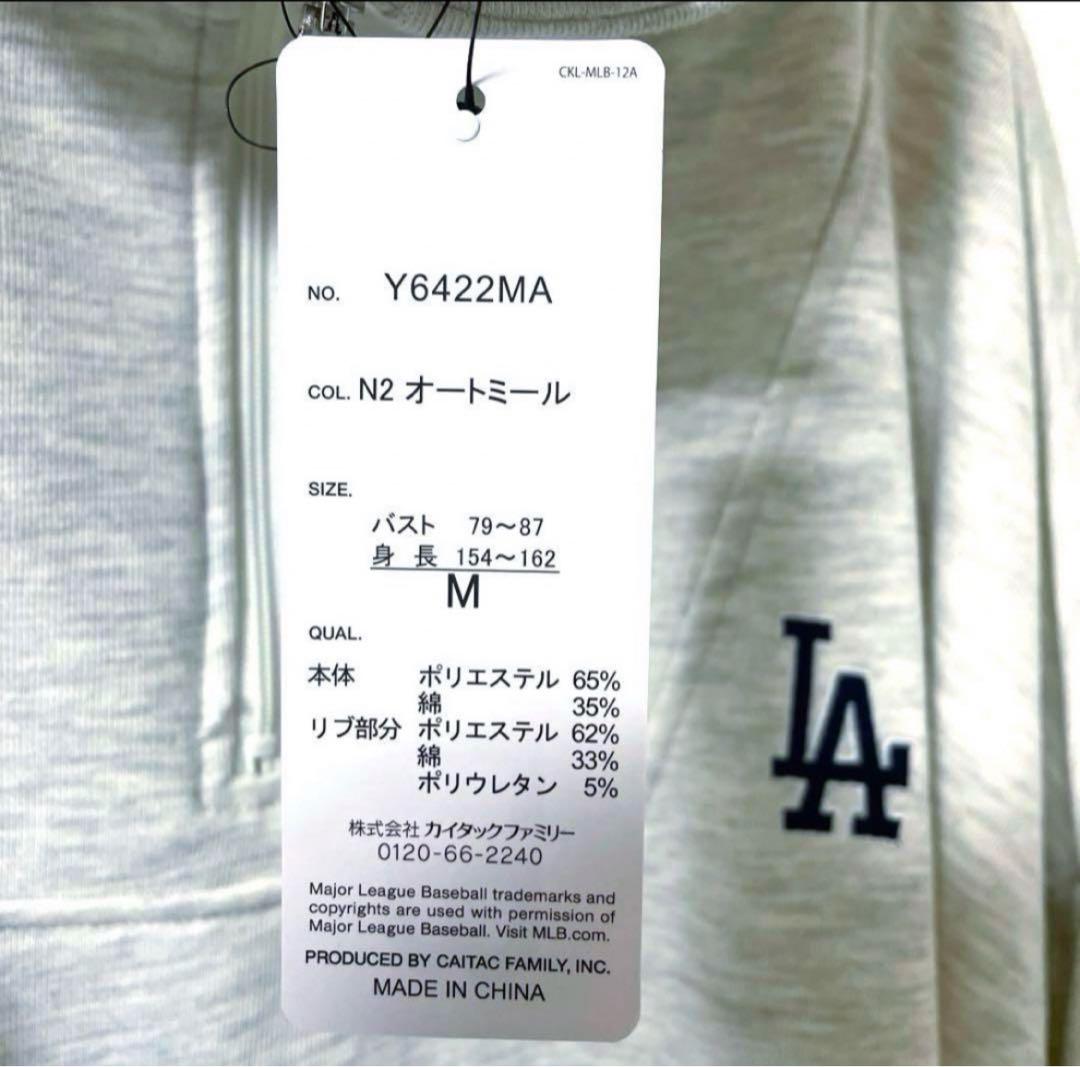 CKL-MLB-12A
NO. Y6422MA
COL. N2 オートミール
SIZE.
バスト 79～87
身 長 154～162
M
QUAL.
本体 ポリエステル 65%
綿 35%
リブ部分 ポリエステル 62%
綿 33%
ポリウレタン 5%
株式会社 カイタックファミリー
0120-66-2240
Major League Baseball trademarks and
copyrights are used with permission of
Major League Baseball. Visit MLB.com.
PRODUCED BY CAITAC FAMILY, INC.
MADE IN CHINA
LA